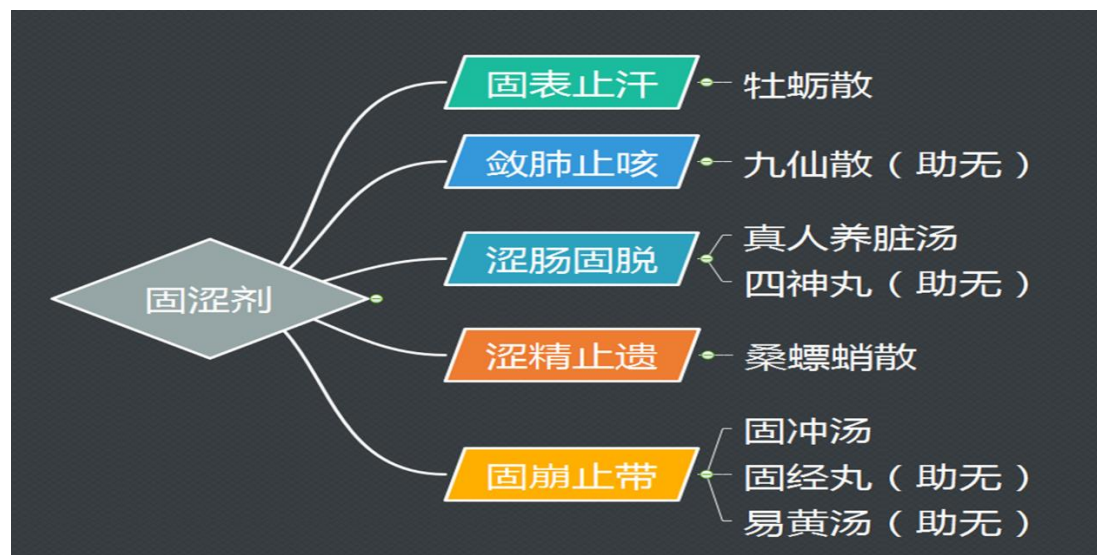 固涩剂
固表止汗
牡蛎散
敛肺止咳
九仙散（助无）
涩肠固脱
真人养脏汤
四神丸（助无）
涩精止遗
桑螵蛸散
固崩止带
固冲汤
固经丸（助无）
易黄汤（助无）